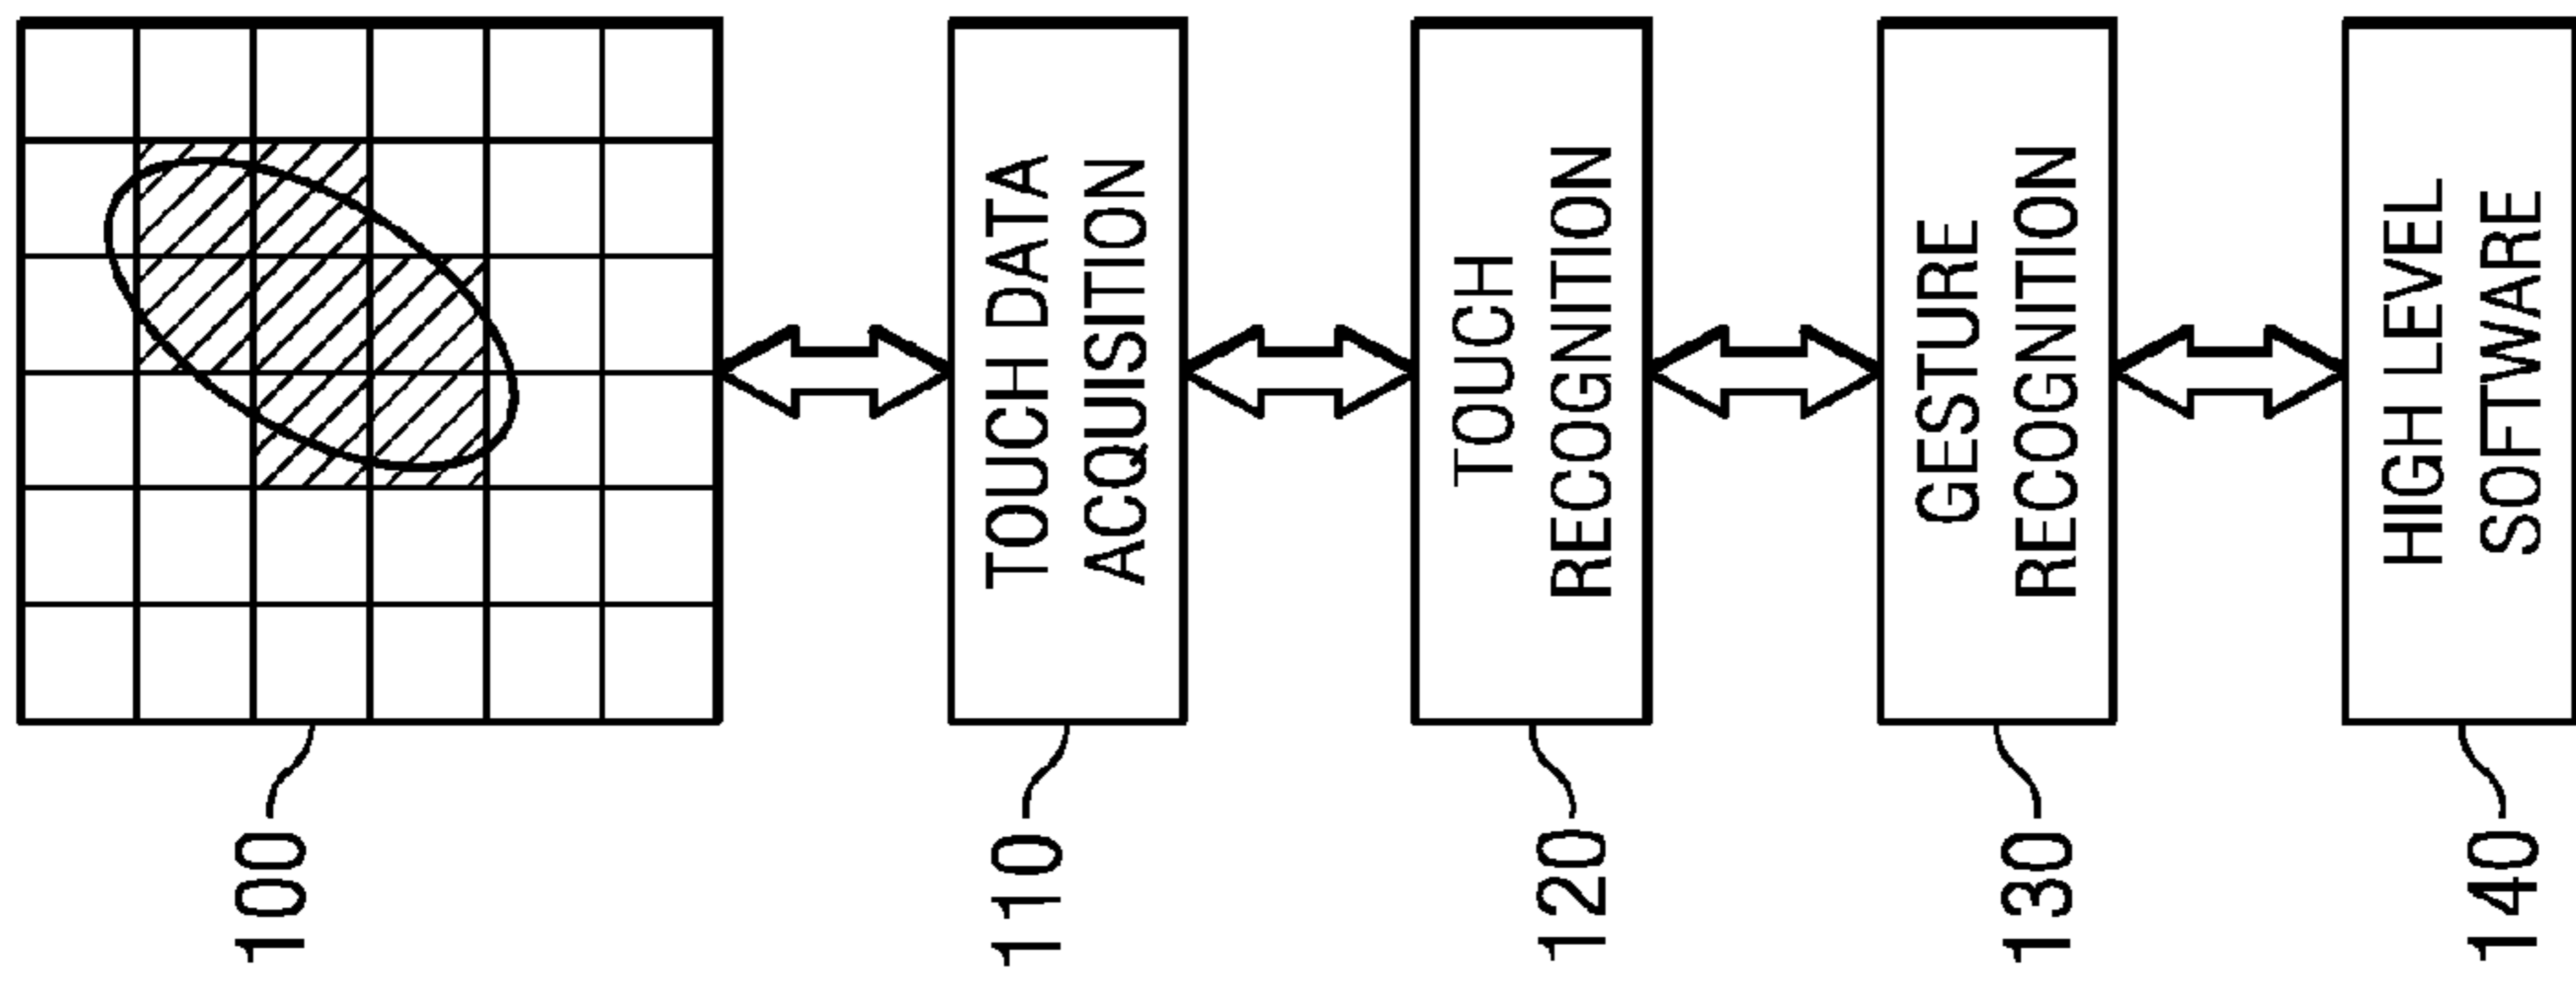 100
110
TOUCH DATA
ACQUISITION
120
TOUCH
RECOGNITION
130
GESTURE
RECOGNITION
140
HIGH LEVEL
SOFTWARE